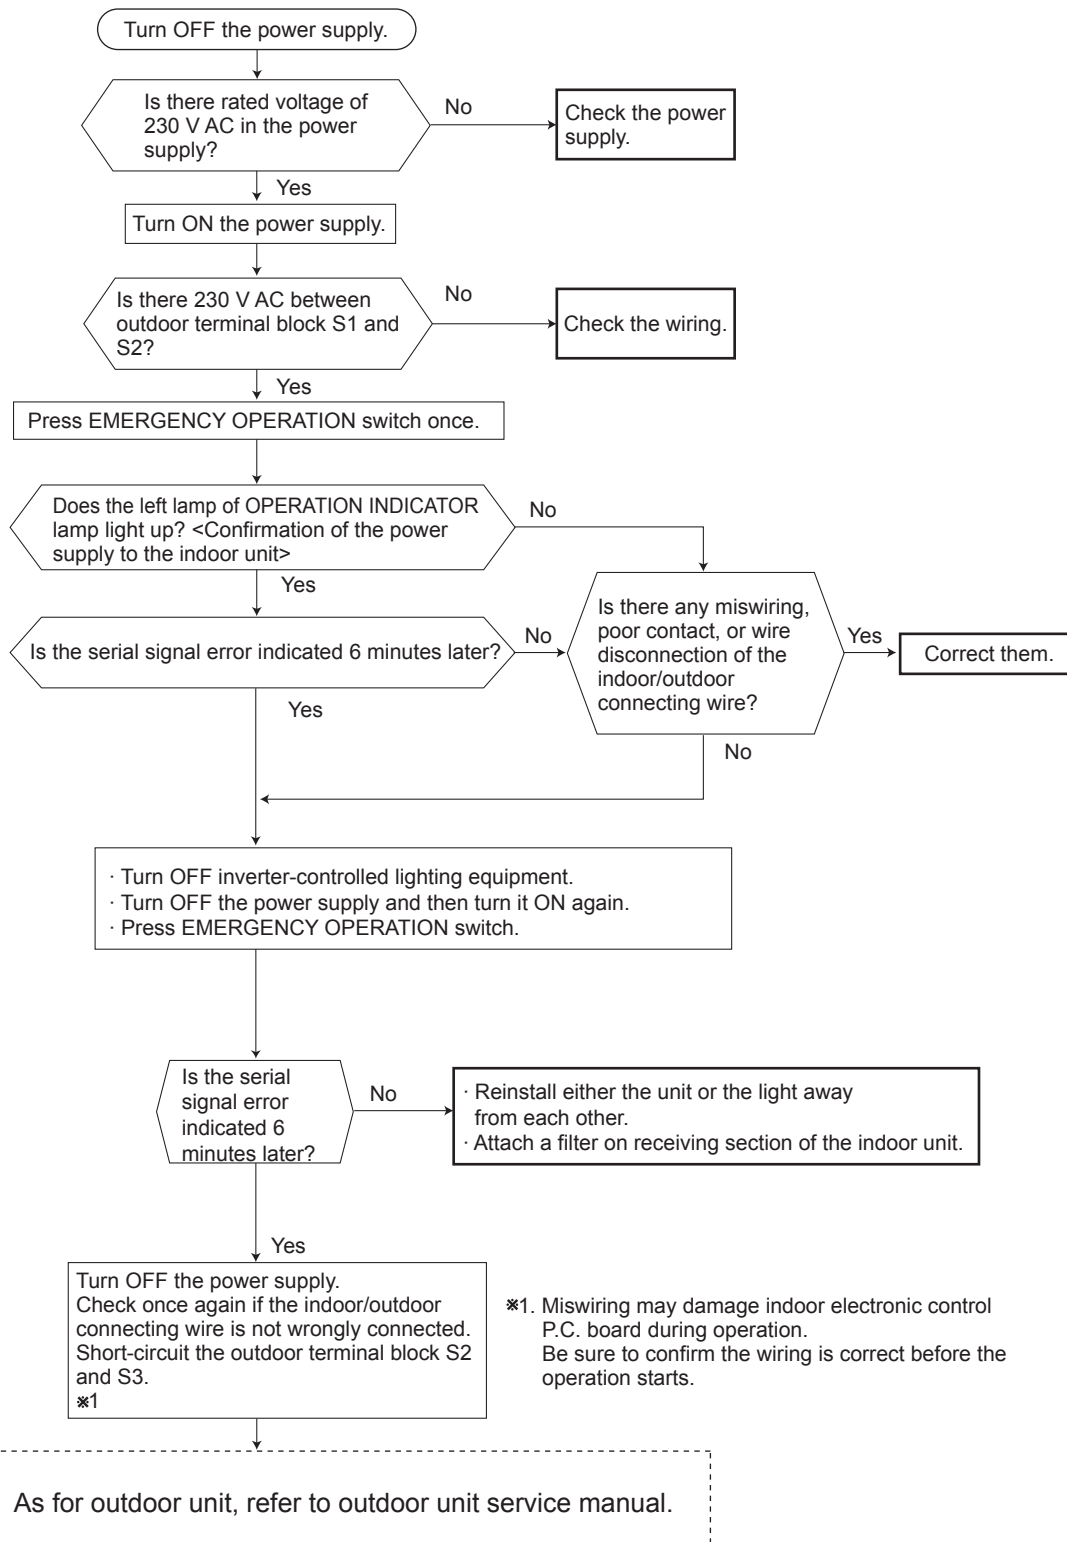 Turn OFF the power supply.
Is there rated voltage of
230 V AC in the power
supply?
No
Check the power
supply.
Yes
Turn ON the power supply.
Is there 230 V AC between
outdoor terminal block S1 and
S2?
No
Check the wiring.
Yes
Press EMERGENCY OPERATION switch once.
Does the left lamp of OPERATION INDICATOR
lamp light up? <Confirmation of the power
supply to the indoor unit>
No
Yes
Is there any miswiring,
poor contact, or wire
disconnection of the
indoor/outdoor
connecting wire?
Yes
Correct them.
Is the serial signal error indicated 6 minutes later?
No
Yes
No
· Turn OFF inverter-controlled lighting equipment.
· Turn OFF the power supply and then turn it ON again.
· Press EMERGENCY OPERATION switch.
Is the serial
signal error
indicated 6
minutes later?
No
· Reinstall either the unit or the light away
from each other.
· Attach a filter on receiving section of the indoor unit.
Yes
Turn OFF the power supply.
Check once again if the indoor/outdoor
connecting wire is not wrongly connected.
Short-circuit the outdoor terminal block S2
and S3.
※1
※1. Miswiring may damage indoor electronic control
P.C. board during operation.
Be sure to confirm the wiring is correct before the
operation starts.
As for outdoor unit, refer to outdoor unit service manual.